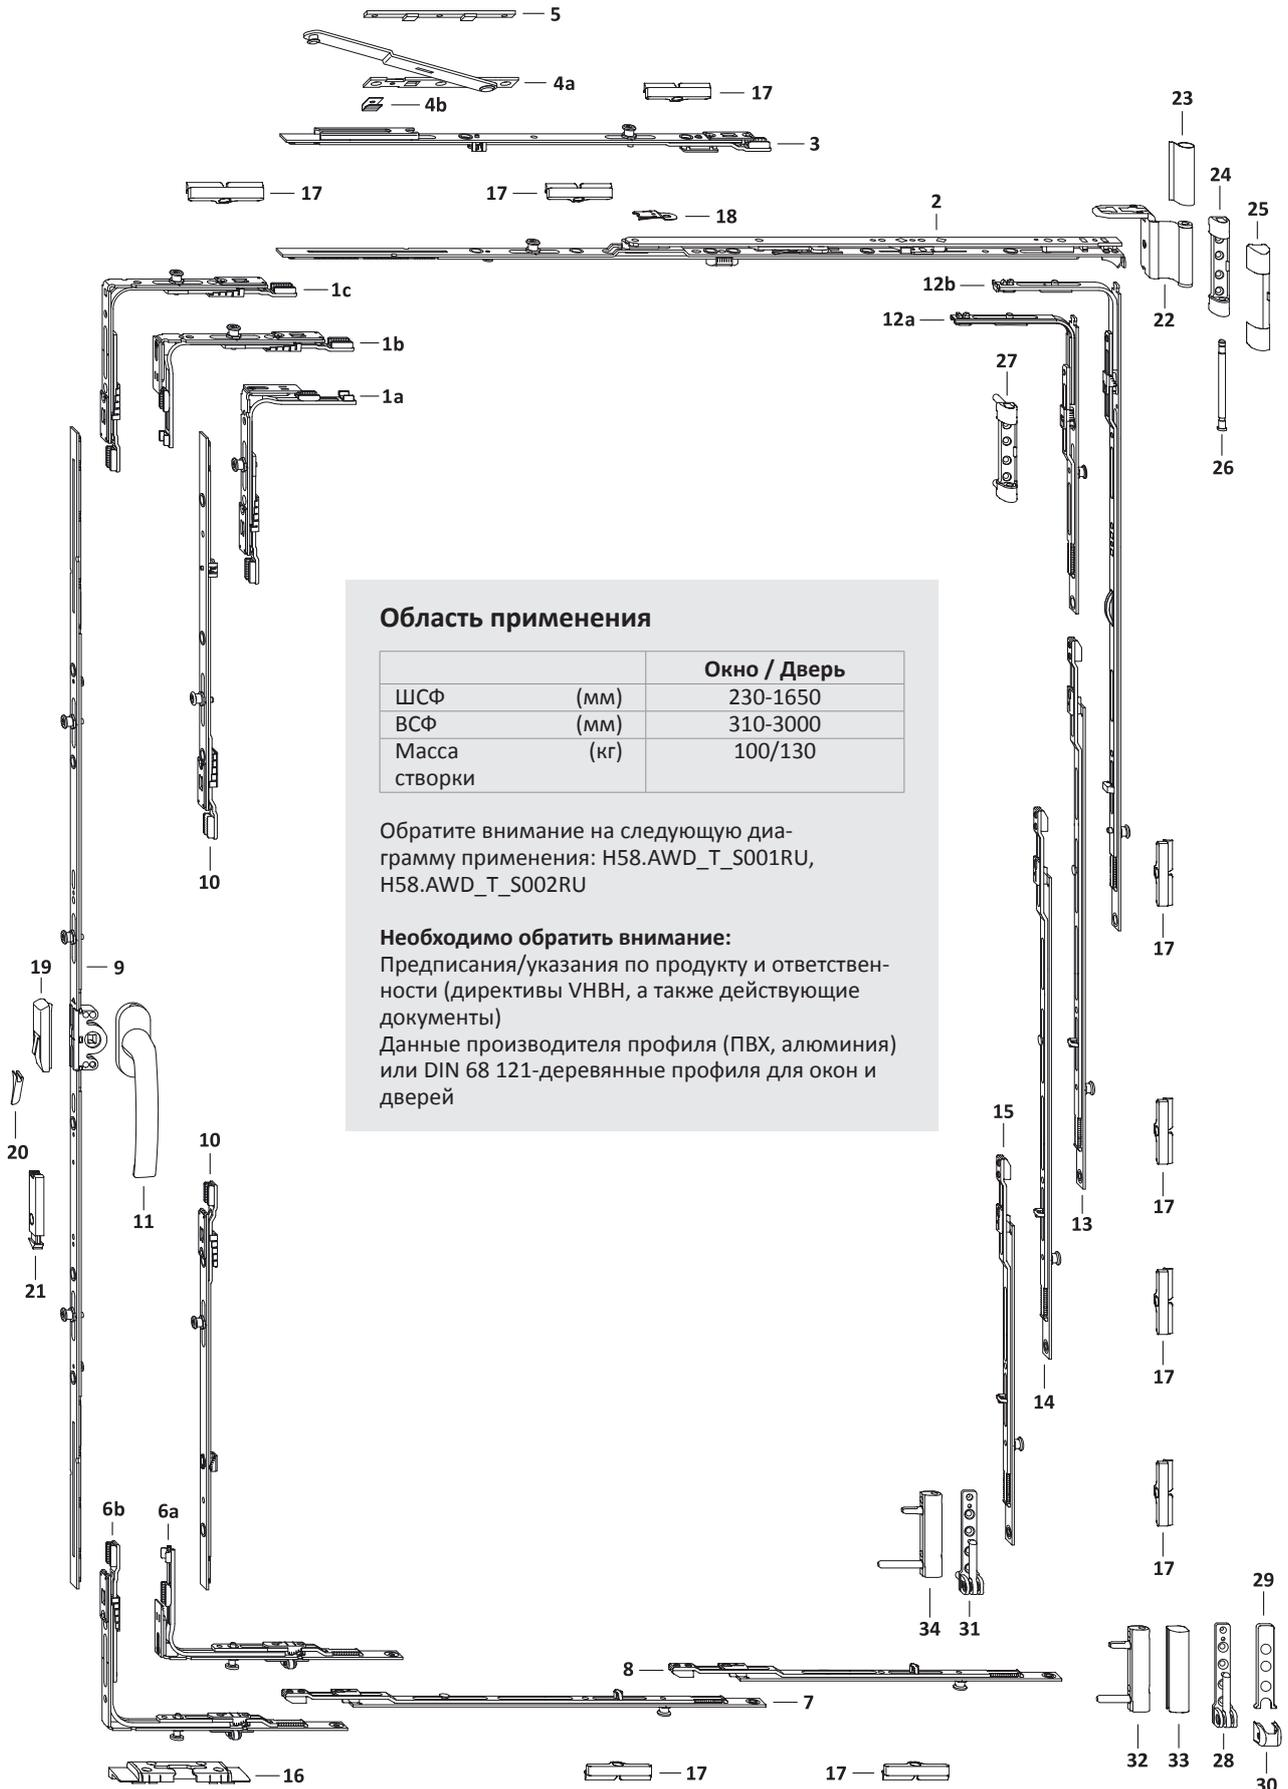 5
4a
4b
17
3
23
17
17
24
2
25
18
1c
12b
22
1b
12a
1a
27
26
Область применения
Окно / Дверь
ШСФ (мм) 230-1650
ВСФ (мм) 310-3000
Масса (кг) 100/130
створки
Обратите внимание на следующую диа-
грамму применения: H58.AWD_T_S001RU,
H58.AWD_T_S002RU
10
Необходимо обратить внимание:
Предписания/указания по продукту и ответствен-
ности (директивы VHBH, а также действующие
документы)
Данные производителя профиля (ПВХ, алюминия)
или DIN 68 121-деревянные профиля для окон и
дверей
17
19
9
15
10
20
17
11
13
21
17
14
6b
6a
17
29
34
31
8
7
32
33
28
16
17
17
30